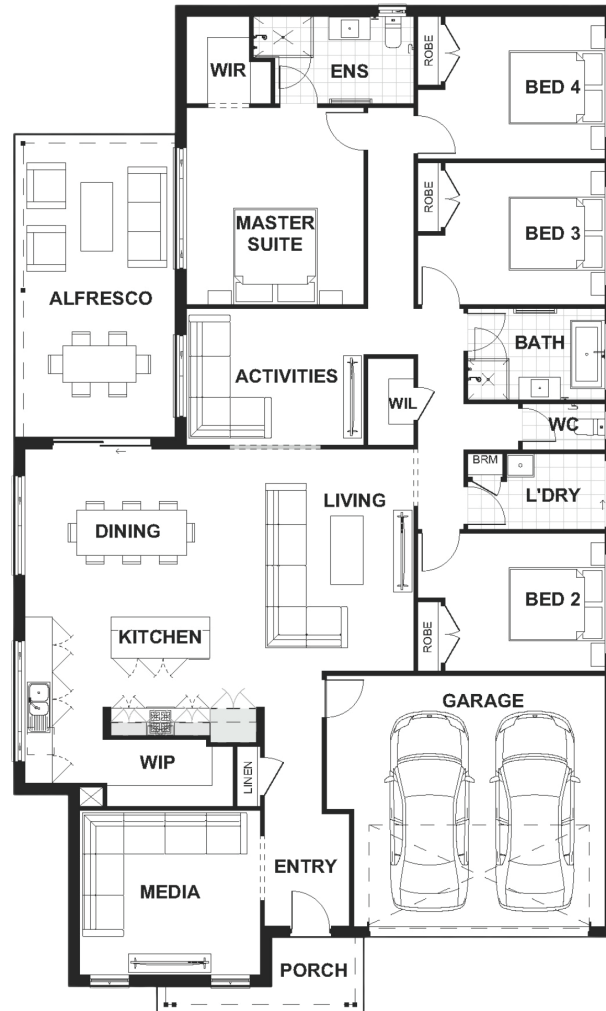 WIR
ENS
ROBE
BED 4
MASTER
SUITE
ROBE
BED 3
ALFRESCO
BATH
ACTIVITIES
WIL
WC
BRM
L'DRY
LIVING
DINING
BED 2
KITCHEN
ROBE
GARAGE
WIP
LINEN
ENTRY
MEDIA
PORCH